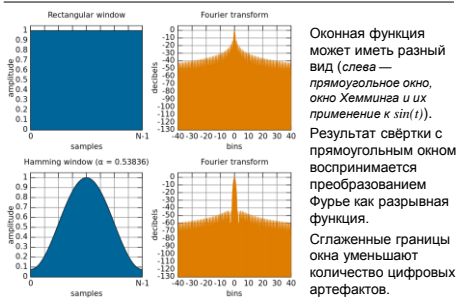 Rectangular window
Fourier transform
1
0.9
0.8
0.7
0.6
0.5
0.4
0.3
0.2
0.1
0
amplitude
0
N-1
samples
0
-10
-20
-30
-40
-50
-60
-70
-80
-90
-100
-110
-120
-130
decibels
-40 -30 -20 -10 0 10 20 30 40
bins
Hamming window (α = 0.53836)
Fourier transform
1
0.9
0.8
0.7
0.6
0.5
0.4
0.3
0.2
0.1
0
amplitude
0
N-1
samples
0
-10
-20
-30
-40
-50
-60
-70
-80
-90
-100
-110
-120
-130
decibels
-40 -30 -20 -10 0 10 20 30 40
bins
Оконная функция
может иметь разный
вид (слева —
прямоугольное окно,
окно Хемминга и их
применение к sin(t)).
Результат свёртки с
прямоугольным окном
воспринимается
преобразованием
Фурье как разрывная
функция.
Сглаженные границы
окна уменьшают
количество цифровых
артефактов.